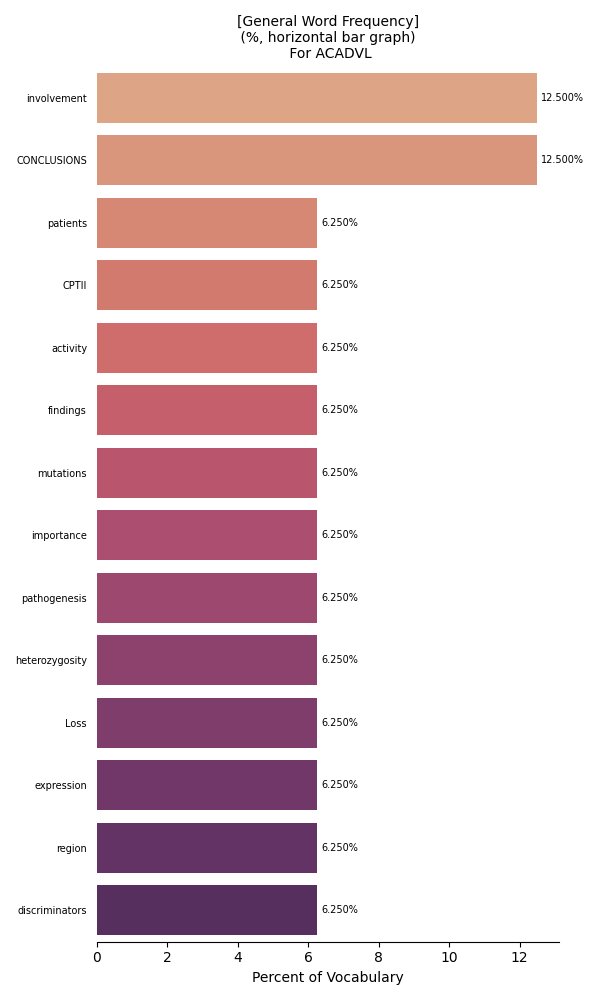 [General Word Frequency]
(%, horizontal bar graph)
For ACADVL
involvement 12.500%
CONCLUSIONS 12.500%
patients 6.250%
CPTII 6.250%
activity 6.250%
findings 6.250%
mutations 6.250%
importance 6.250%
pathogenesis 6.250%
heterozygosity 6.250%
Loss 6.250%
expression 6.250%
region 6.250%
discriminators 6.250%
0 2 4 6 8 10 12
Percent of Vocabulary